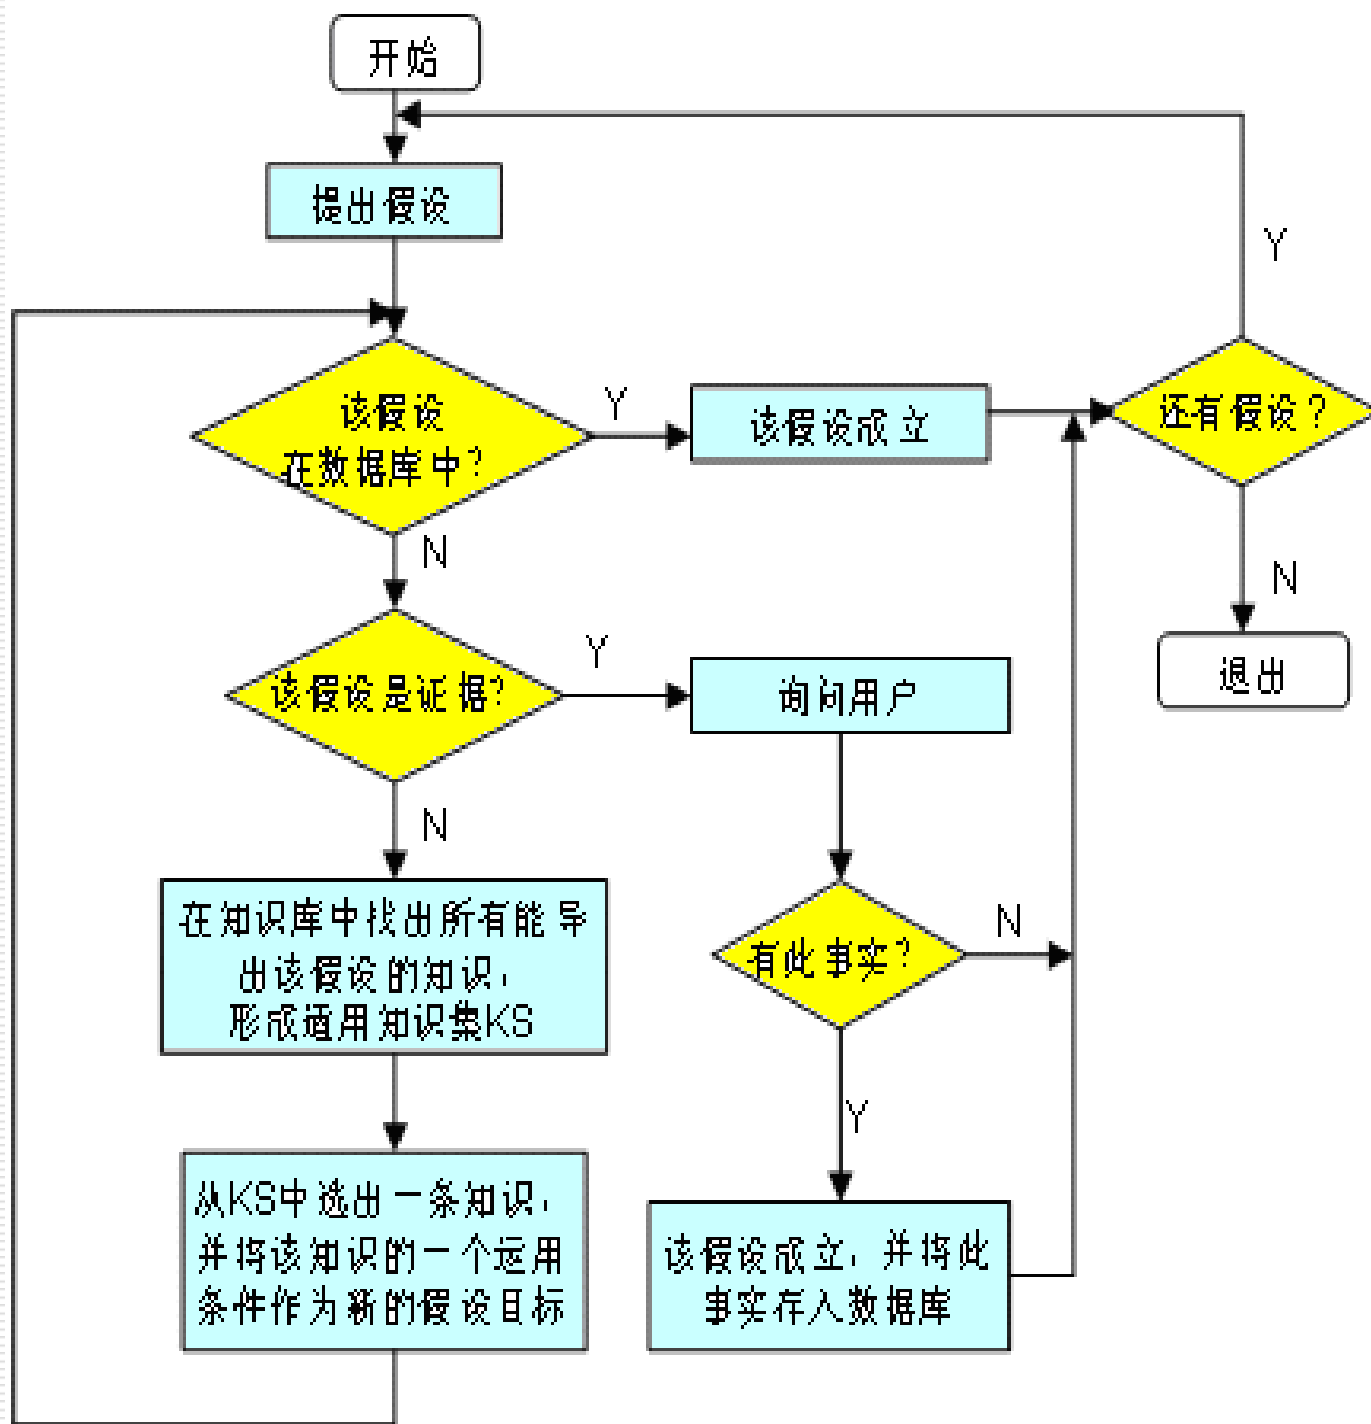 开始
提出假设
Y
该假设
在数据库中？
Y
该假设成立
还有假设？
N
N
该假设是证据？
Y
询问用户
退出
N
在知识库中找出所有能导
出该假设的知识，
形成适用知识集KS
有此事实？
N
Y
从KS中选出一条知识，
并将该知识的一个运用
条件作为新的假设目标
该假设成立，并将此
事实存入数据库